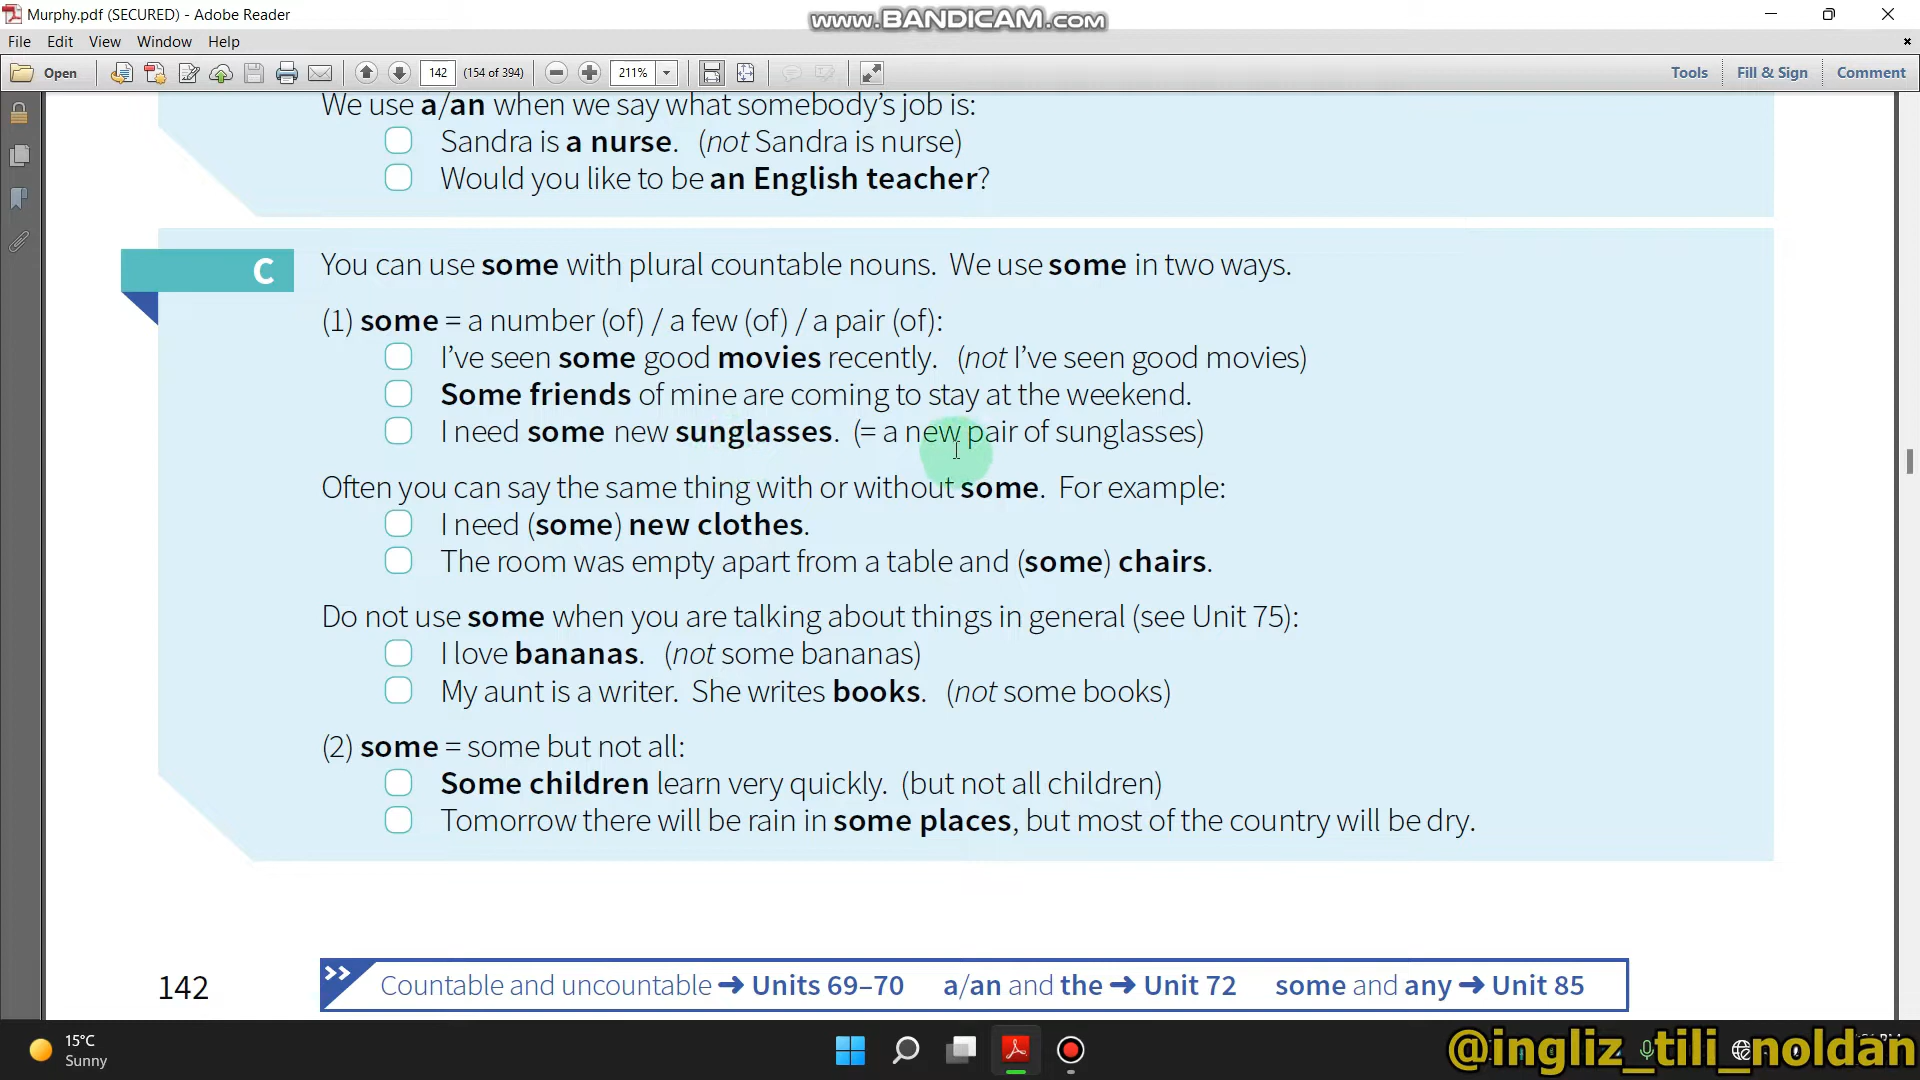 Murphy.pdf (SECURED) - Adobe Reader
www.BANDICAM.com
File Edit View Window Help
Open 142 (154 of 394) 211% Tools Fill & Sign Comment
We use a/an when we say what somebody's job is:
Sandra is a nurse. (not Sandra is nurse)
Would you like to be an English teacher?
C
You can use some with plural countable nouns. We use some in two ways.
(1) some = a number (of) / a few (of) / a pair (of):
I've seen some good movies recently. (not I've seen good movies)
Some friends of mine are coming to stay at the weekend.
I need some new sunglasses. (= a new pair of sunglasses)
Often you can say the same thing with or without some. For example:
I need (some) new clothes.
The room was empty apart from a table and (some) chairs.
Do not use some when you are talking about things in general (see Unit 75):
I love bananas. (not some bananas)
My aunt is a writer. She writes books. (not some books)
(2) some = some but not all:
Some children learn very quickly. (but not all children)
Tomorrow there will be rain in some places, but most of the country will be dry.
142
Countable and uncountable ➜ Units 69–70 a/an and the ➜ Unit 72 some and any ➜ Unit 85
15°C
Sunny
@ingliz_tili_noldan